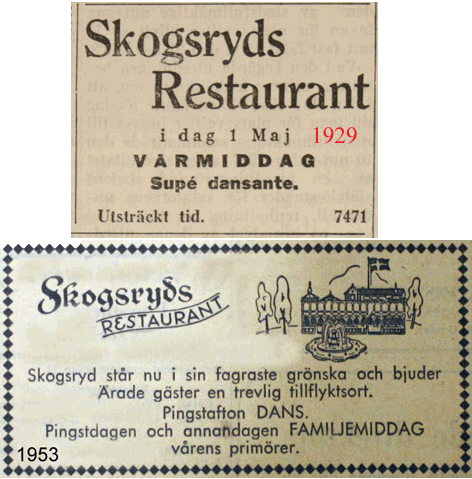 Skogsryds
Restaurant
i dag 1 Maj 1929
VÅRMIDDAG
Supé dansante.
Utsträckt tid. 7471
Skogsryds
RESTAURANT
Skogsryd står nu i sin fagraste grönska och bjuder
Ärade gäster en trevlig tillflyktsort.
Pingstafton DANS.
Pingstdagen och annandagen FAMILJEMIDDAG
1953 vårens primörer.